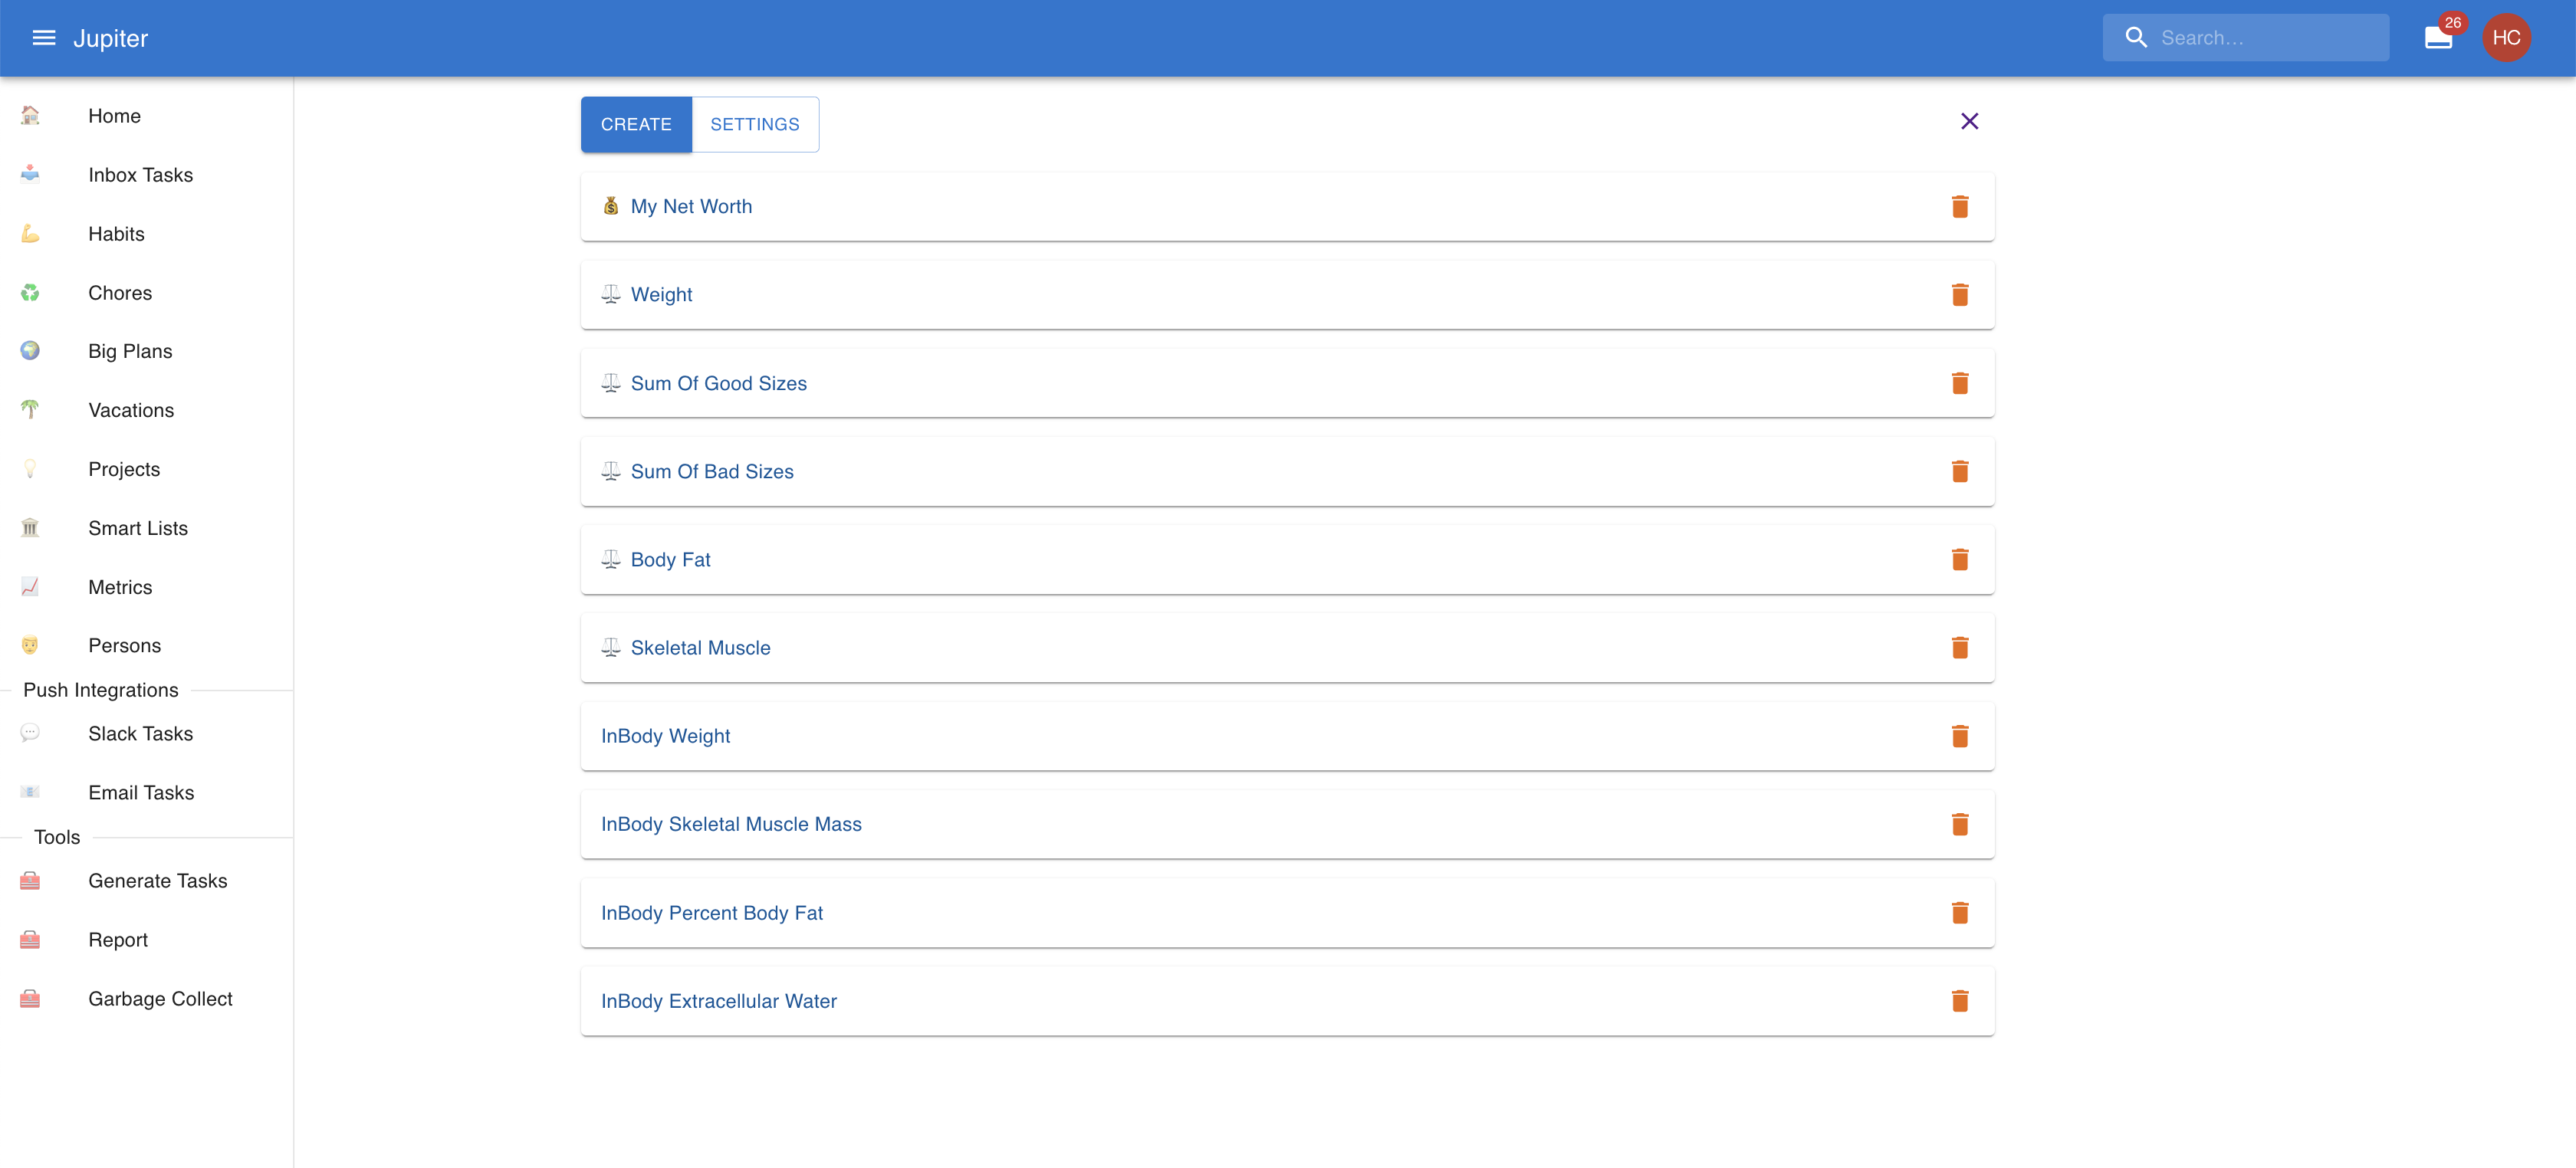 Jupiter
Search...
26
HC
Home
Inbox Tasks
Habits
Chores
Big Plans
Vacations
Projects
Smart Lists
Metrics
Persons
Push Integrations
Slack Tasks
Email Tasks
Tools
Generate Tasks
Report
Garbage Collect
CREATE
SETTINGS
My Net Worth
Weight
Sum Of Good Sizes
Sum Of Bad Sizes
Body Fat
Skeletal Muscle
InBody Weight
InBody Skeletal Muscle Mass
InBody Percent Body Fat
InBody Extracellular Water